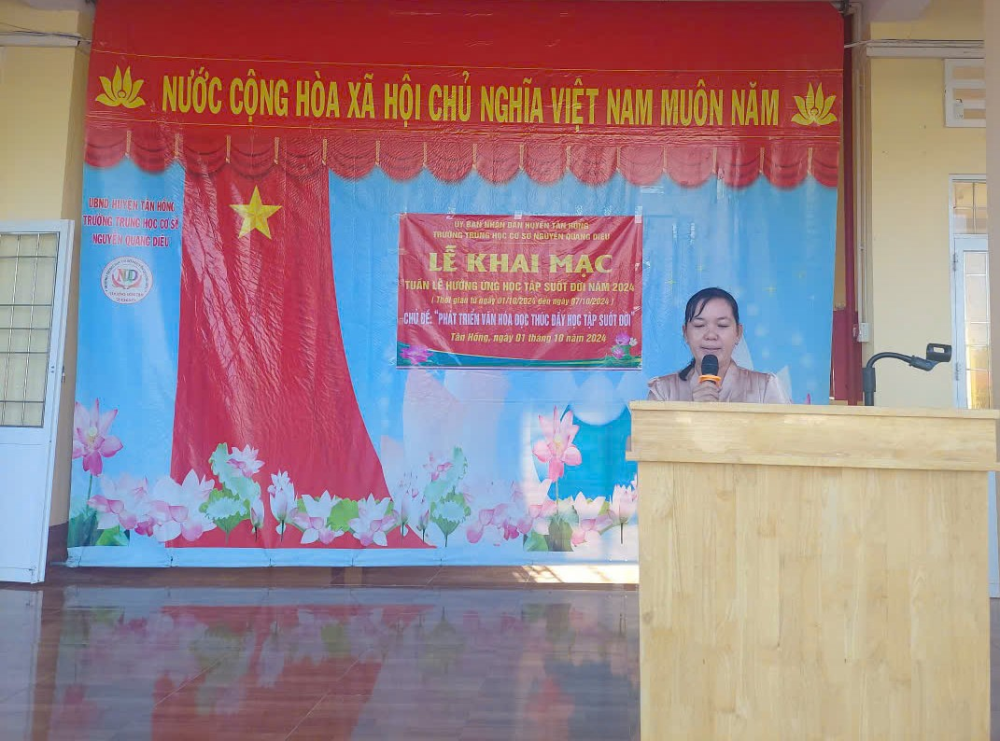 NƯỚC CỘNG HÒA XÃ HỘI CHỦ NGHĨA VIỆT NAM MUÔN NĂM
UBND HUYỆN TÂN HỒNG
TRƯỜNG TRUNG HỌC CƠ SỞ
NGUYỄN QUANG DIÊU
ỦY BAN NHÂN DÂN HUYỆN TÂN HỒNG
TRƯỜNG TRUNG HỌC CƠ SỞ NGUYỄN QUANG DIÊU
LỄ KHAI MẠC
TUẦN LỄ HƯỞNG ỨNG HỌC TẬP SUỐT ĐỜI NĂM 2024
( Thời gian từ ngày 01/10/2024 đến ngày 07/10/2024 )
CHỦ ĐỀ: "PHÁT TRIỂN VĂN HÓA ĐỌC THÚC ĐẨY HỌC TẬP SUỐT ĐỜI"
Tân Hồng, ngày 01 tháng 10 năm 2024